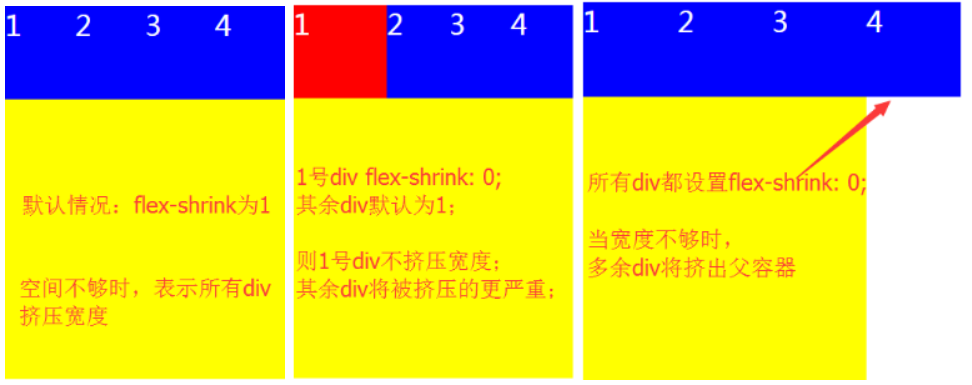 1 2 3 4
默认情况：flex-shrink为1
空间不够时，表示所有div
挤压宽度
1 2 3 4
1号div flex-shrink: 0;
其余div默认为1；
则1号div不挤压宽度；
其余div将被挤压的更严重；
1 2 3 4
所有div都设置flex-shrink: 0;
当宽度不够时，
多余div将挤出父容器